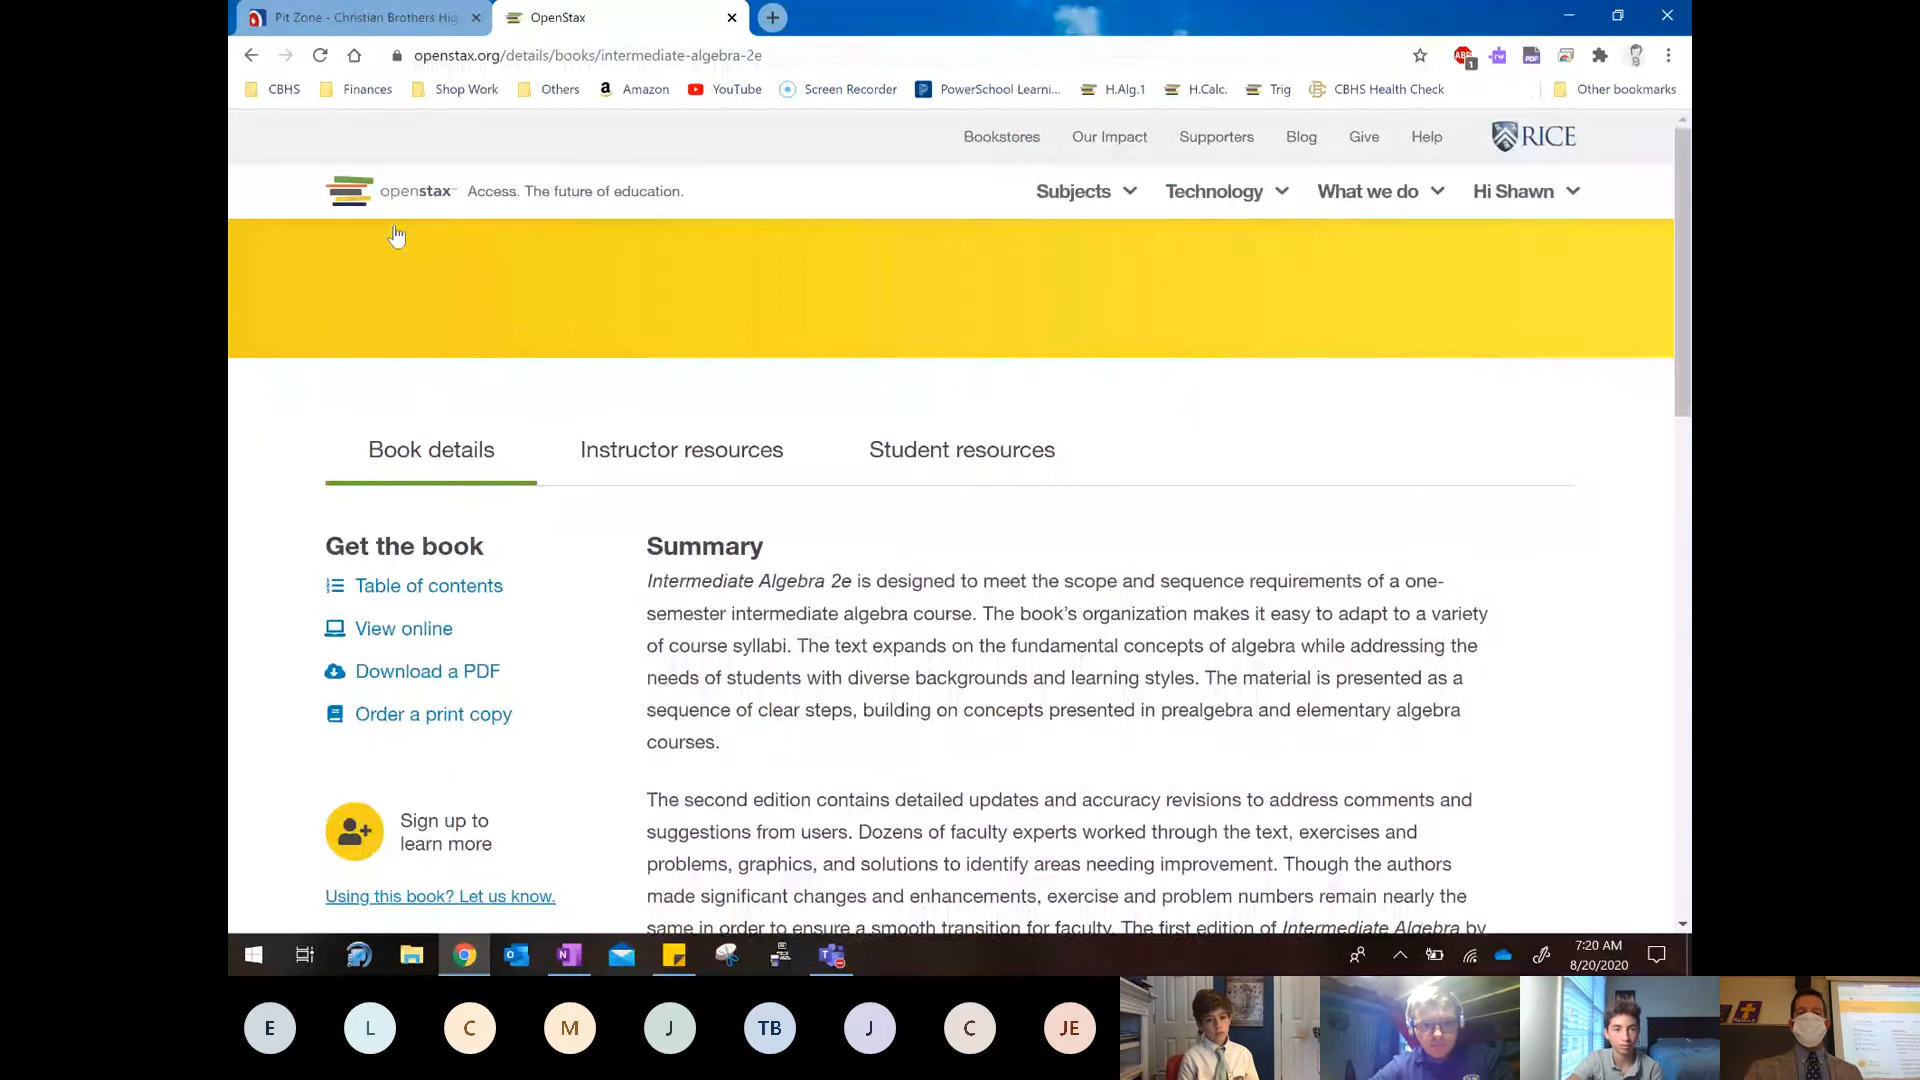 Pit Zone - Christian Brothers Hig
OpenStax
openstax.org/details/books/intermediate-algebra-2e
ABP
1
rw
PDF
CBHS
Finances
Shop Work
Others
Amazon
YouTube
Screen Recorder
PowerSchool Learni...
H.Alg.1
H.Calc.
Trig
CBHS Health Check
Other bookmarks
Bookstores
Our Impact
Supporters
Blog
Give
Help
RICE
openstax™ Access. The future of education.
Subjects
Technology
What we do
Hi Shawn
Book details
Instructor resources
Student resources
Get the book
Table of contents
View online
Download a PDF
Order a print copy
Sign up to
learn more
Using this book? Let us know.
Summary
Intermediate Algebra 2e is designed to meet the scope and sequence requirements of a one-
semester intermediate algebra course. The book's organization makes it easy to adapt to a variety
of course syllabi. The text expands on the fundamental concepts of algebra while addressing the
needs of students with diverse backgrounds and learning styles. The material is presented as a
sequence of clear steps, building on concepts presented in prealgebra and elementary algebra
courses.
The second edition contains detailed updates and accuracy revisions to address comments and
suggestions from users. Dozens of faculty experts worked through the text, exercises and
problems, graphics, and solutions to identify areas needing improvement. Though the authors
made significant changes and enhancements, exercise and problem numbers remain nearly the
same in order to ensure a smooth transition for faculty. The first edition of Intermediate Algebra by
7:20 AM
8/20/2020
E
L
C
M
J
TB
J
C
JE